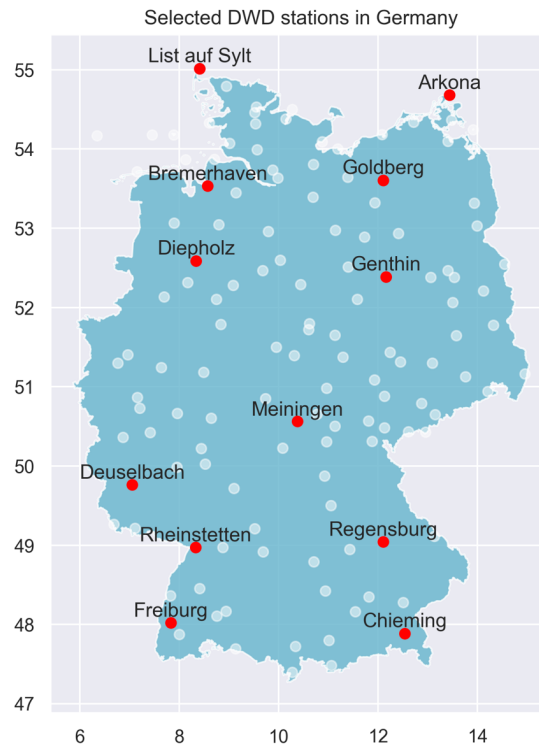 Selected DWD stations in Germany
55
54
53
52
51
50
49
48
47
List auf Sylt
Arkona
Bremerhaven
Goldberg
Diepholz
Genthin
Meiningen
Deuselbach
Rheinstetten
Regensburg
Freiburg
Chieming
6 8 10 12 14